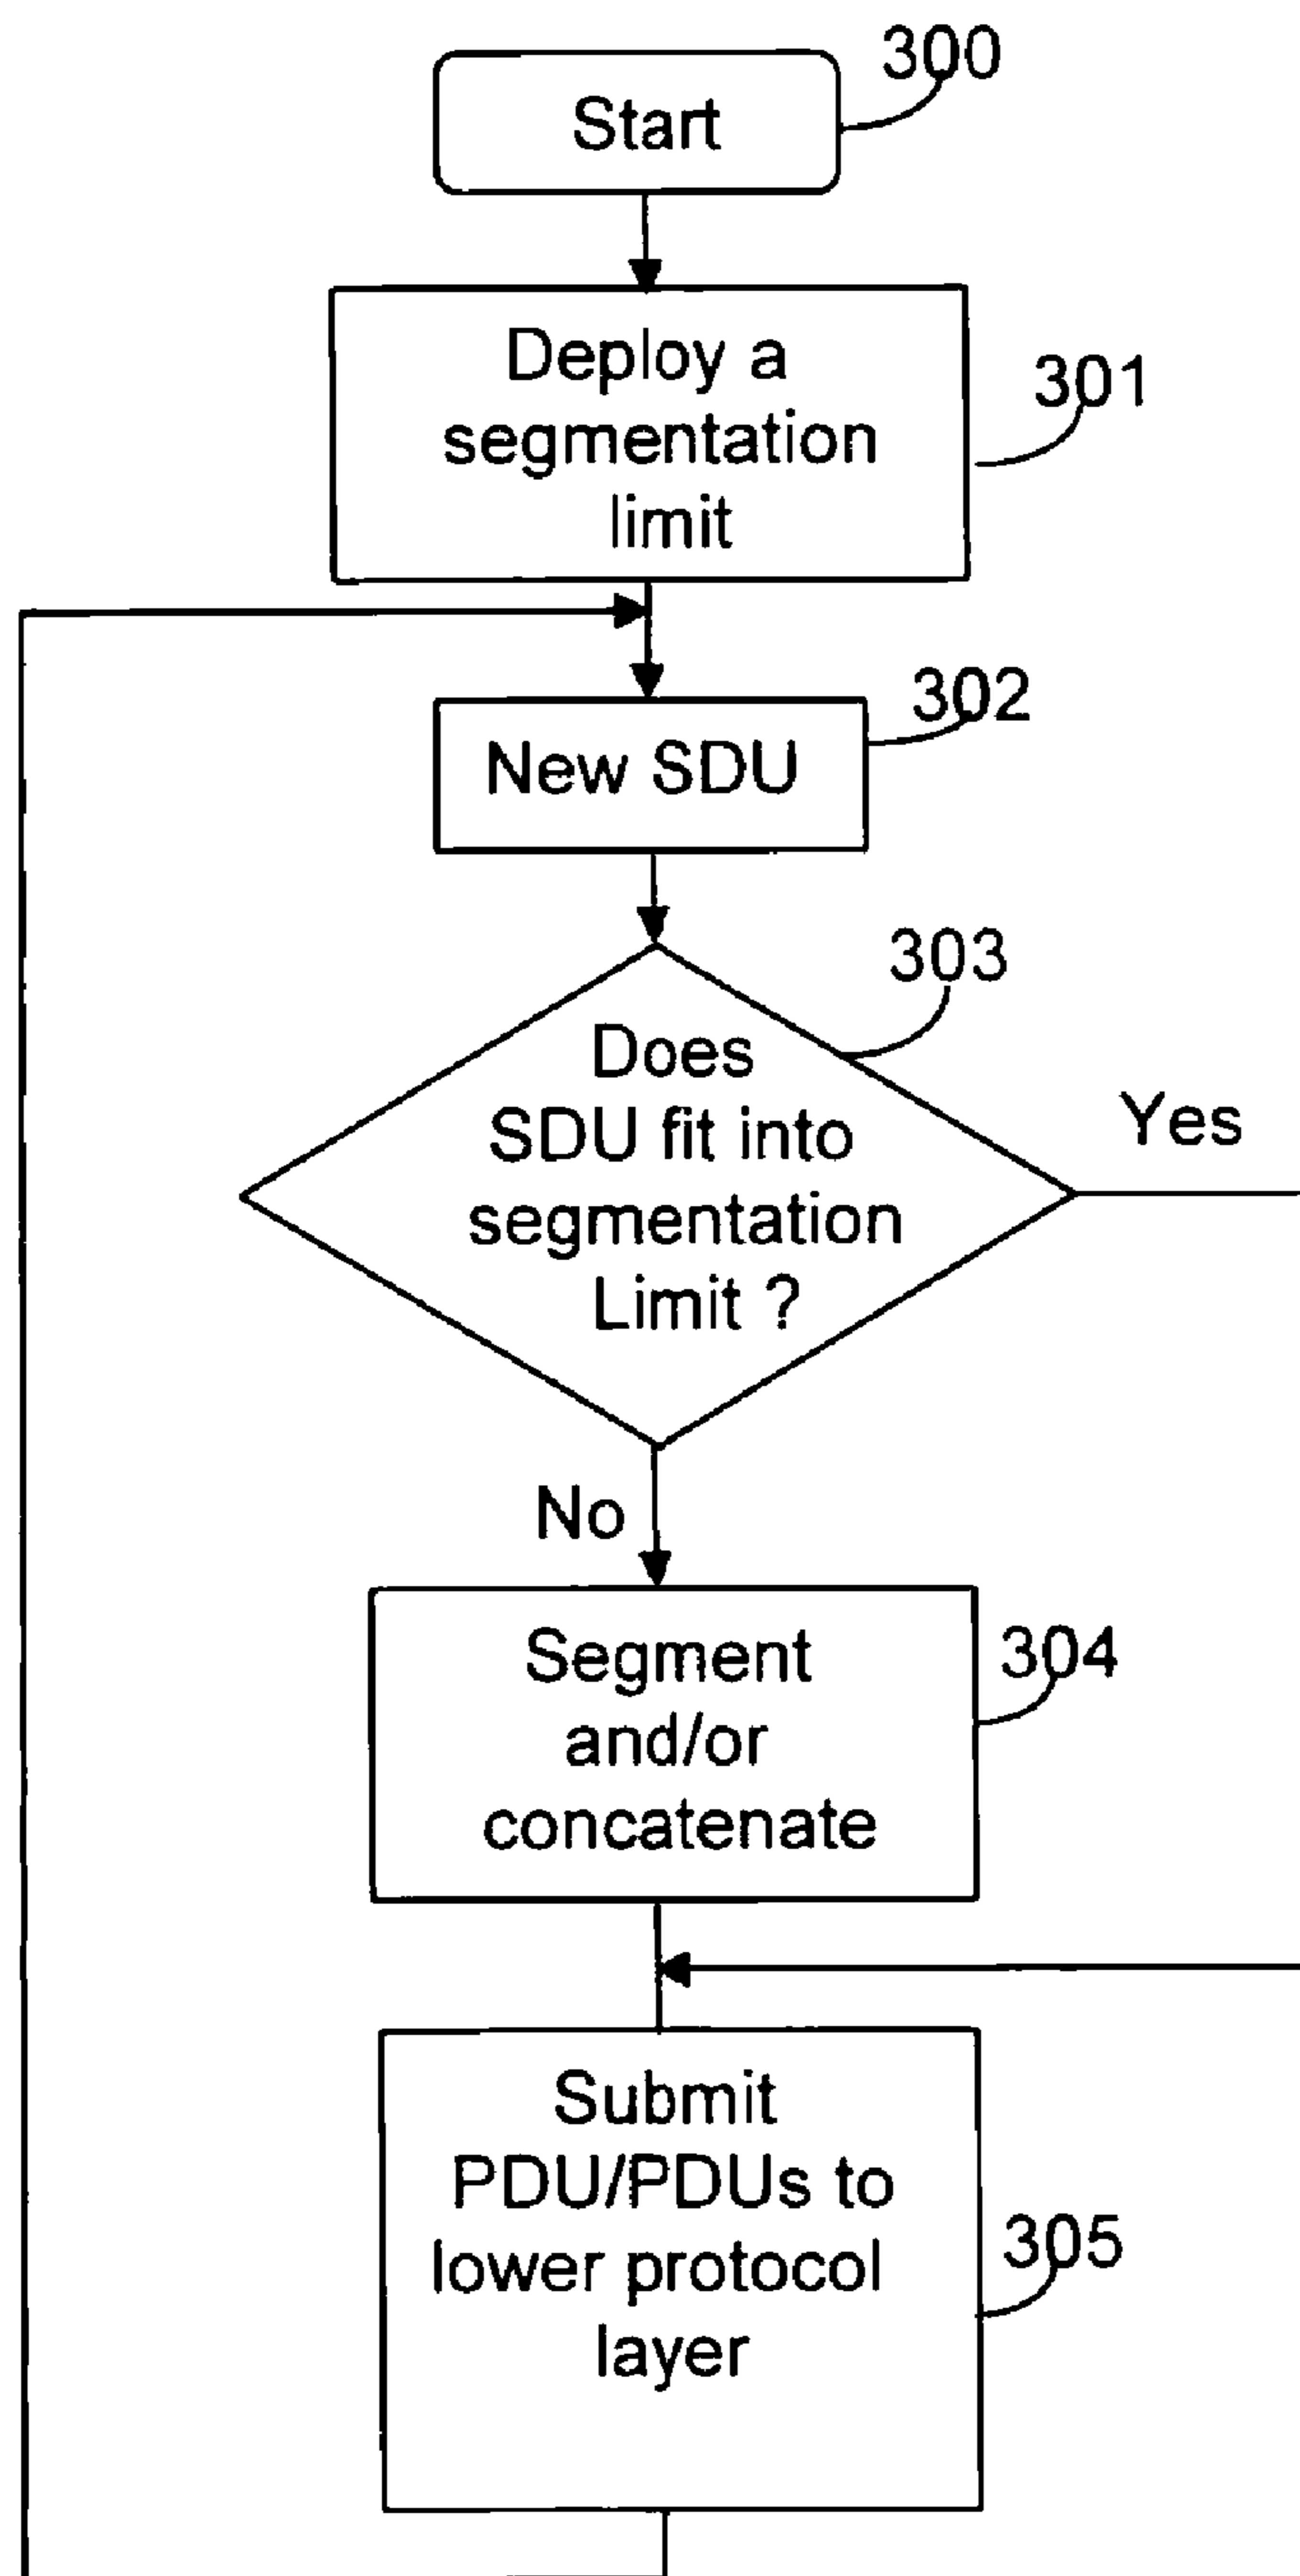 300
Start
Deploy a
segmentation
limit
301
302
New SDU
303
Does
SDU fit into
segmentation
Limit ?
Yes
No
Segment
and/or
concatenate
304
Submit
PDU/PDUs to
lower protocol
layer
305